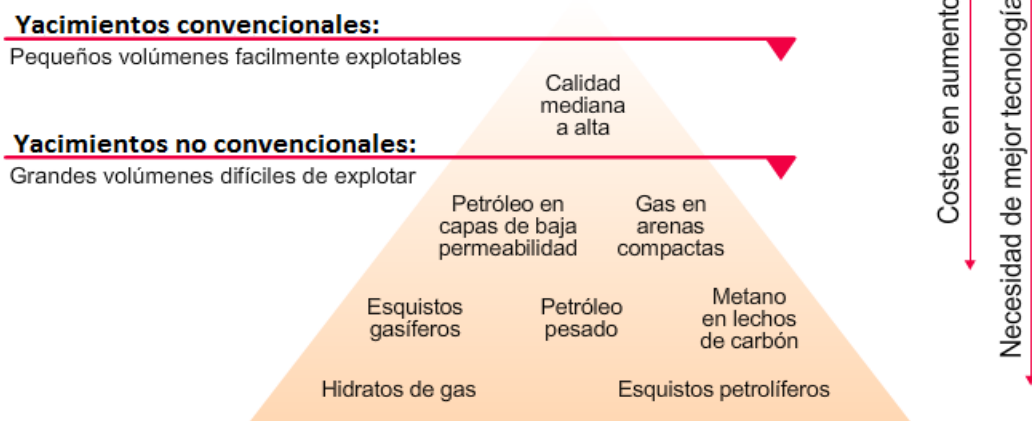 Yacimientos convencionales:
Pequeños volúmenes facilmente explotables
Calidad
mediana
a alta
Yacimientos no convencionales:
Grandes volúmenes difíciles de explotar
Petróleo en
capas de baja
permeabilidad
Gas en
arenas
compactas
Esquistos
gasíferos
Petróleo
pesado
Metano
en lechos
de carbón
Hidratos de gas
Esquistos petrolíferos
Costes en aumento
Necesidad de mejor tecnología